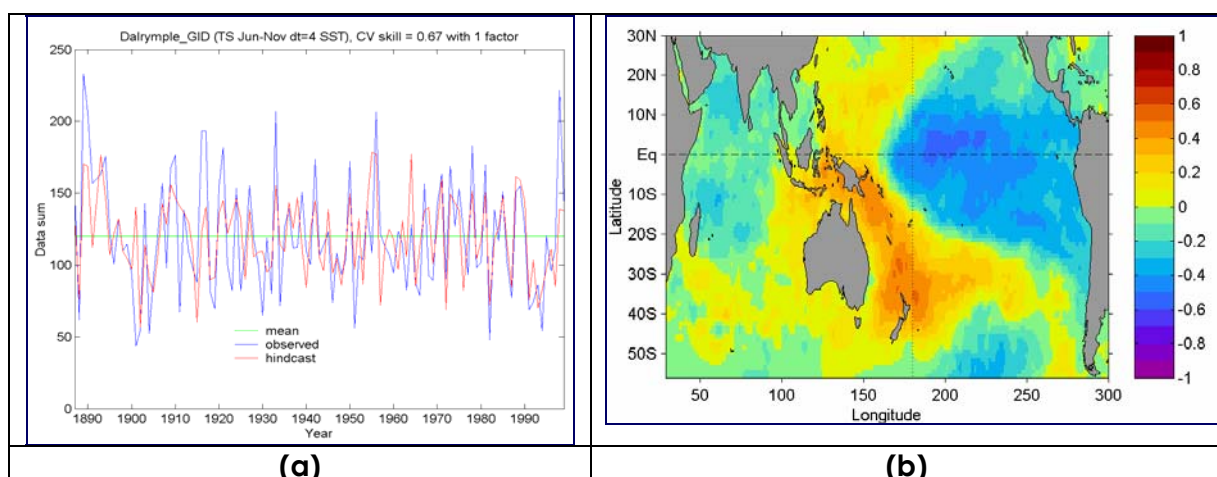 Dalrymple_GID (TS Jun-Nov dt=4 SST), CV skill = 0.67 with 1 factor
250
200
150
100
50
0
Data sum
mean
observed
hindcast
1890 1900 1910 1920 1930 1940 1950 1960 1970 1980 1990
Year
(a)
30N
20N
10N
Eq
10S
20S
30S
40S
50S
Latitude
50 100 150 200 250 300
Longitude
1
0.8
0.6
0.4
0.2
0
-0.2
-0.4
-0.6
-0.8
-1
(b)